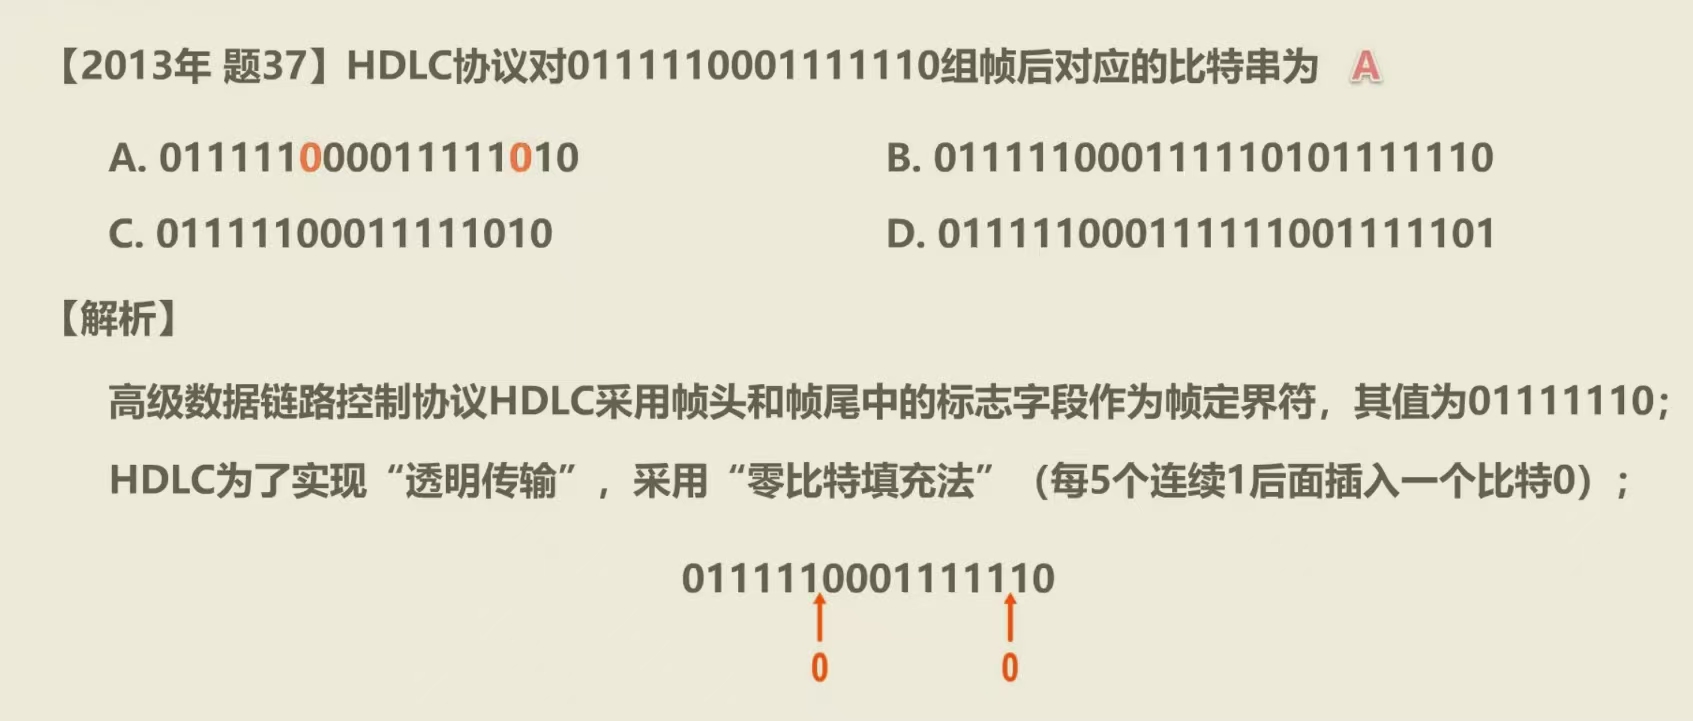 【2013年 题37】HDLC协议对0111110001111110组帧后对应的比特串为 A
A. 011111000011111010 B. 011111000111110101111110
C. 01111100011111010 D. 011111000111111001111101
【解析】
高级数据链路控制协议HDLC采用帧头和帧尾中的标志字段作为帧定界符，其值为01111110；
HDLC为了实现“透明传输”，采用“零比特填充法”（每5个连续1后面插入一个比特0）；
0111110001111110
0 0